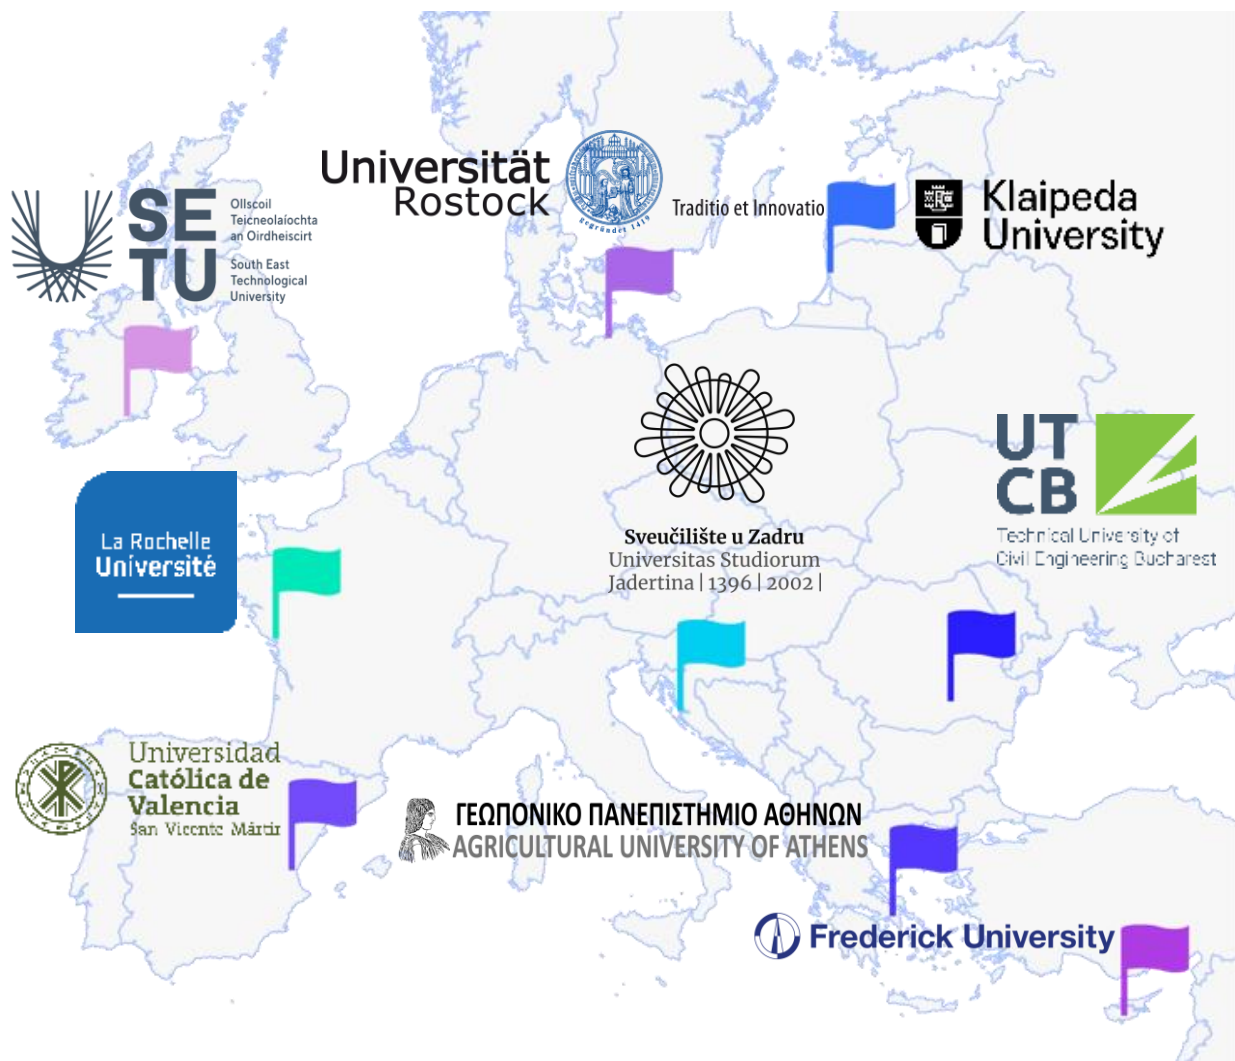 Universität
Rostock
gegründet 1419
Traditio et Innovatio
Klaipeda
University
SE
TU
Ollscoil
Teicneolaíochta
an Oirdheiscirt
South East
Technological
University
UT
CB
Technical University of
Civil Engineering Bucharest
La Rochelle
Université
Sveučilište u Zadru
Universitas Studiorum
Jadertina | 1396 | 2002 |
Universidad
Católica de
Valencia
San Vicente Mártir
ΓΕΩΠΟΝΙΚΟ ΠΑΝΕΠΙΣΤΗΜΙΟ ΑΘΗΝΩΝ
AGRICULTURAL UNIVERSITY OF ATHENS
Frederick University